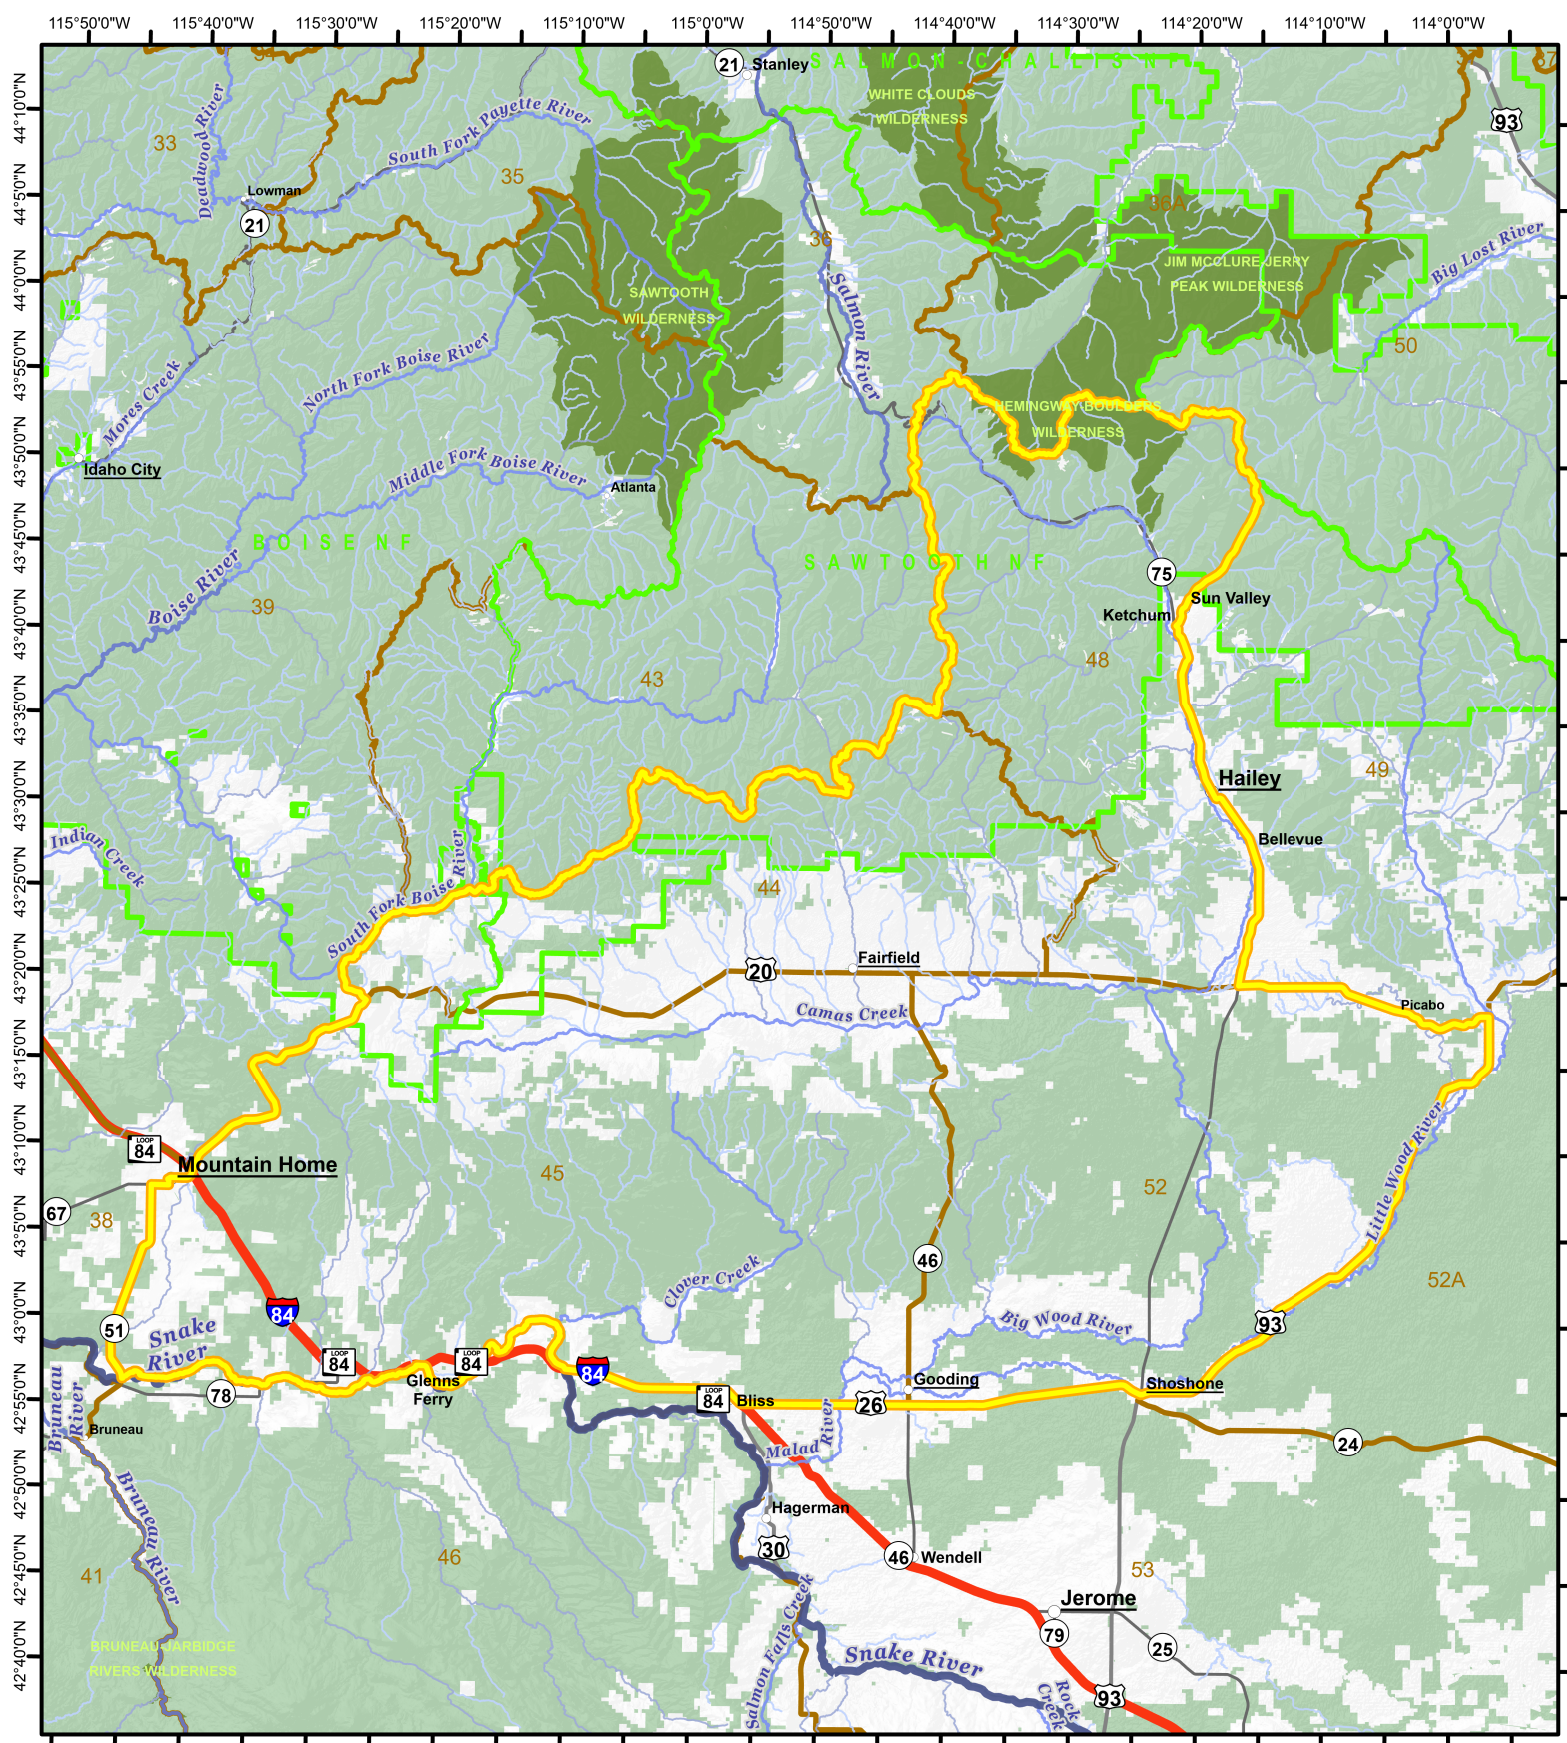 115°50'0"W 115°40'0"W 115°30'0"W 115°20'0"W 115°10'0"W 115°0'0"W 114°50'0"W 114°40'0"W 114°30'0"W 114°20'0"W 114°10'0"W 114°0'0"W
44°10'0"N
44°5'0"N
44°0'0"N
43°55'0"N
43°50'0"N
43°45'0"N
43°40'0"N
43°35'0"N
43°30'0"N
43°25'0"N
43°20'0"N
43°15'0"N
43°10'0"N
43°5'0"N
43°0'0"N
42°55'0"N
42°50'0"N
42°45'0"N
42°40'0"N
21
Stanley
SALMON-CHALLIS NF
37
WHITE CLOUDS
WILDERNESS
93
Deadwood River
South Fork Payette River
33
35
Lowman
21
36
36A
Salmon River
JIM MCCLURE-JERRY
PEAK WILDERNESS
Big Lost River
SAWTOOTH
WILDERNESS
50
North Fork Boise River
Mores Creek
HEMINGWAY-BOULDERS
WILDERNESS
Idaho City
Middle Fork Boise River
Atlanta
BOISE NF
SAWTOOTH NF
Boise River
39
75
Sun Valley
Ketchum
43
48
49
Hailey
Bellevue
Indian Creek
South Fork Boise River
44
20
Fairfield
Camas Creek
Picabo
LOOP
84
Mountain Home
45
52
67
38
Little Wood River
52A
46
Clover Creek
84
51
Snake
River
93
Big Wood River
LOOP
84
LOOP
84
84
Glenns
Ferry
78
Bruneau
River
Bruneau
LOOP
84
Bliss
26
Gooding
Shoshone
24
Malad River
Bruneau River
Hagerman
30
46
Wendell
46
41
53
Jerome
79
25
BRUNEAU-JARBIDGE
RIVERS WILDERNESS
Salmon Falls Creek
Snake River
Rock
Creek
93